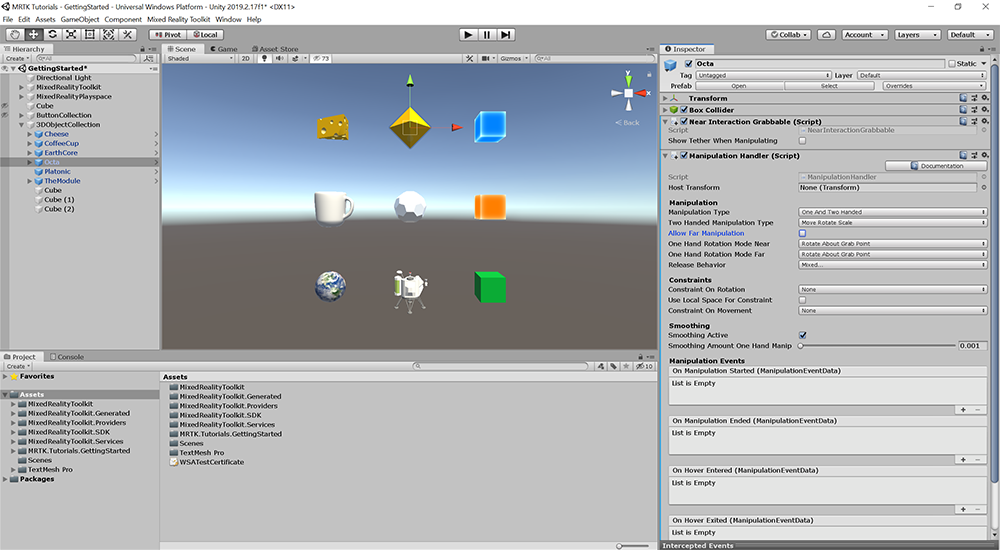 MRTK Tutorials - GettingStarted - Universal Windows Platform - Unity 2019.2.17f1* <DX11>
File Edit Assets GameObject Component Mixed Reality Toolkit Window Help
Pivot Local
Collab Account Layers Default
Hierarchy
Create All
GettingStarted*
Directional Light
MixedRealityToolkit
MixedRealityPlayspace
Cube
ButtonCollection
3DObjectCollection
Cheese
CoffeeCup
EarthCore
Octa
Platonic
TheModule
Cube
Cube (1)
Cube (2)
Scene Game Asset Store
Shaded 2D 73 Gizmos All
y
x
Back
Inspector
Octa Static
Tag Untagged Layer Default
Prefab Open Select Overrides
Transform
Box Collider
Near Interaction Grabbable (Script)
Script NearInteractionGrabbable
Show Tether When Manipulating
Manipulation Handler (Script)
Documentation
Script ManipulationHandler
Host Transform None (Transform)
Manipulation
Manipulation Type One And Two Handed
Two Handed Manipulation Type Move Rotate Scale
Allow Far Manipulation
One Hand Rotation Mode Near Rotate About Grab Point
One Hand Rotation Mode Far Rotate About Grab Point
Release Behavior Mixed...
Constraints
Constraint On Rotation None
Use Local Space For Constraint
Constraint On Movement None
Smoothing
Smoothing Active
Smoothing Amount One Hand Manip 0.001
Manipulation Events
On Manipulation Started (ManipulationEventData)
List is Empty
On Manipulation Ended (ManipulationEventData)
List is Empty
On Hover Entered (ManipulationEventData)
List is Empty
On Hover Exited (ManipulationEventData)
List is Empty
Intercepted Events
Project Console
Create 10
Favorites
Assets
MixedRealityToolkit
MixedRealityToolkit.Generated
MixedRealityToolkit.Providers
MixedRealityToolkit.SDK
MixedRealityToolkit.Services
MRTK.Tutorials.GettingStarted
Scenes
TextMesh Pro
Packages
Assets
MixedRealityToolkit
MixedRealityToolkit.Generated
MixedRealityToolkit.Providers
MixedRealityToolkit.SDK
MixedRealityToolkit.Services
MRTK.Tutorials.GettingStarted
Scenes
TextMesh Pro
WSATestCertificate